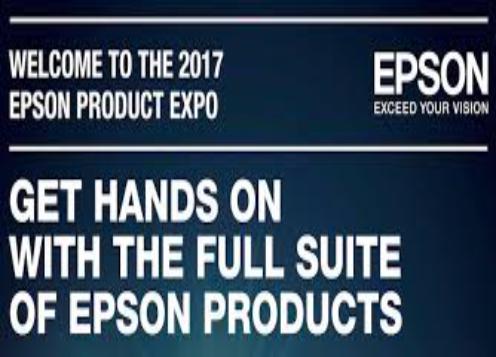 WELCOME TO THE 2017
EPSON PRODUCT EXPO
EPSON
EXCEED YOUR VISION
GET HANDS ON
WITH THE FULL SUITE
OF EPSON PRODUCTS